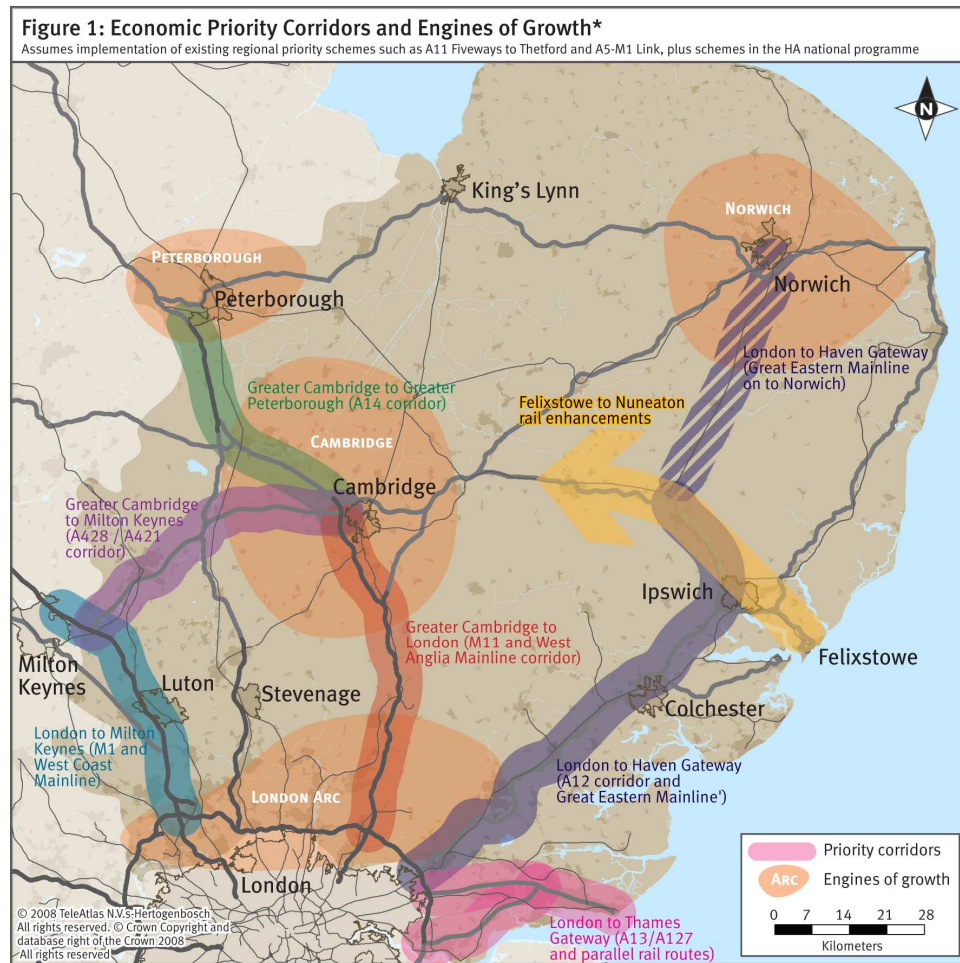 Figure 1: Economic Priority Corridors and Engines of Growth*
Assumes implementation of existing regional priority schemes such as A11 Fiveways to Thetford and A5-M1 Link, plus schemes in the HA national programme
N
King's Lynn
NORWICH
Norwich
PETERBOROUGH
Peterborough
London to Haven Gateway
(Great Eastern Mainline
on to Norwich)
Greater Cambridge to Greater
Peterborough (A14 corridor)
Felixstowe to Nuneaton
rail enhancements
CAMBRIDGE
Cambridge
Greater Cambridge
to Milton Keynes
(A428 / A421
corridor)
Ipswich
Felixstowe
Greater Cambridge to
London (M11 and West
Anglia Mainline corridor)
Milton
Keynes
Luton
Stevenage
Colchester
London to Milton
Keynes (M1 and
West Coast
Mainline)
London to Haven Gateway
(A12 corridor and
Great Eastern Mainline')
LONDON ARC
London
Priority corridors
ARC
Engines of growth
0 7 14 21 28
Kilometers
London to Thames
Gateway (A13/A127
and parallel rail routes)
© 2008 TeleAtlas N.V.s-Hertogenbosch
All rights reserved. © Crown Copyright and
database right of the Crown 2008
All rights reserved